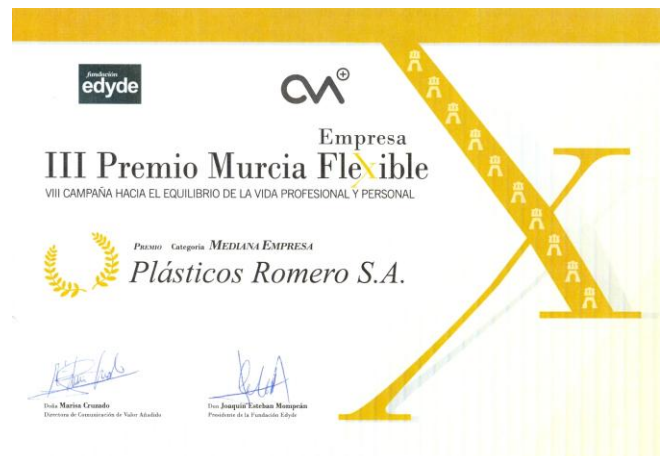 fundación
edyde
CVA+
Empresa
III Premio Murcia Flexible
VIII CAMPAÑA HACIA EL EQUILIBRIO DE LA VIDA PROFESIONAL Y PERSONAL
PREMIO Categoría MEDIANA EMPRESA
Plásticos Romero S.A.
Doña Marisa Cruzado
Directora de Comunicación de Valor Añadido
Don Joaquín Esteban Mompeán
Presidente de la Fundación Edyde